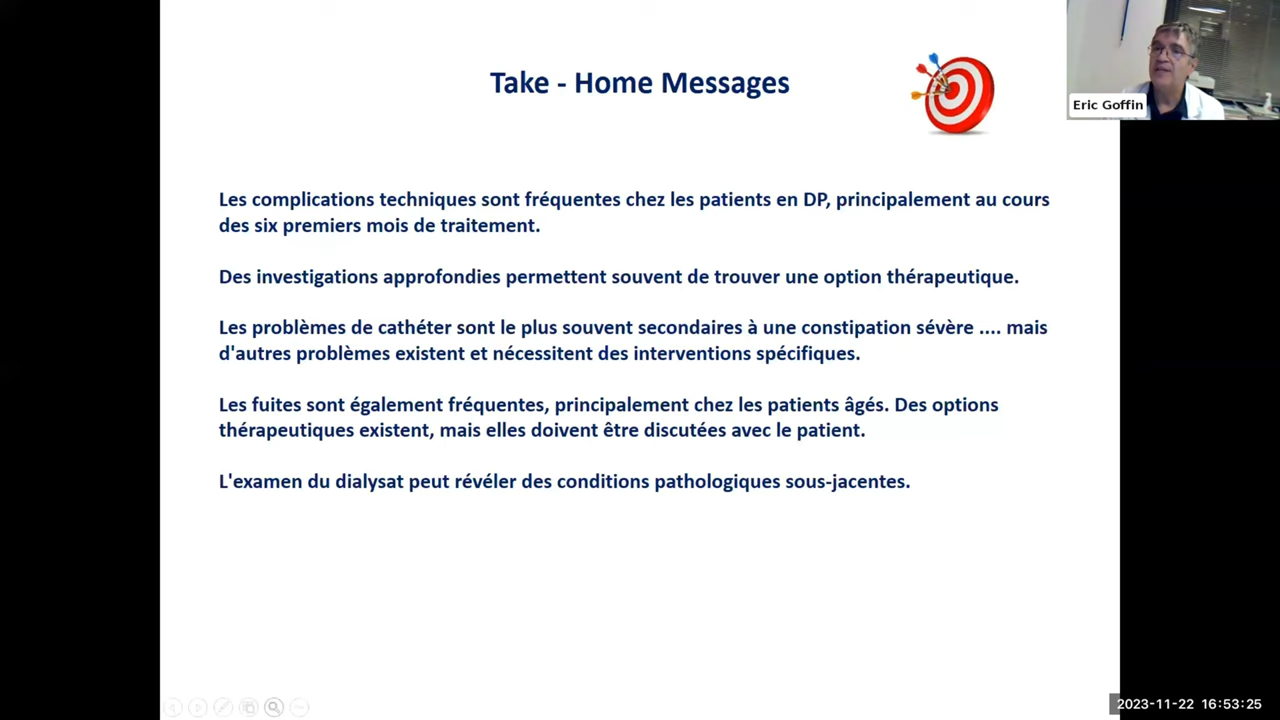 Take - Home Messages
Eric Goffin
Les complications techniques sont fréquentes chez les patients en DP, principalement au cours
des six premiers mois de traitement.
Des investigations approfondies permettent souvent de trouver une option thérapeutique.
Les problèmes de cathéter sont le plus souvent secondaires à une constipation sévère .... mais
d'autres problèmes existent et nécessitent des interventions spécifiques.
Les fuites sont également fréquentes, principalement chez les patients âgés. Des options
thérapeutiques existent, mais elles doivent être discutées avec le patient.
L'examen du dialysat peut révéler des conditions pathologiques sous-jacentes.
2023-11-22 16:53:25